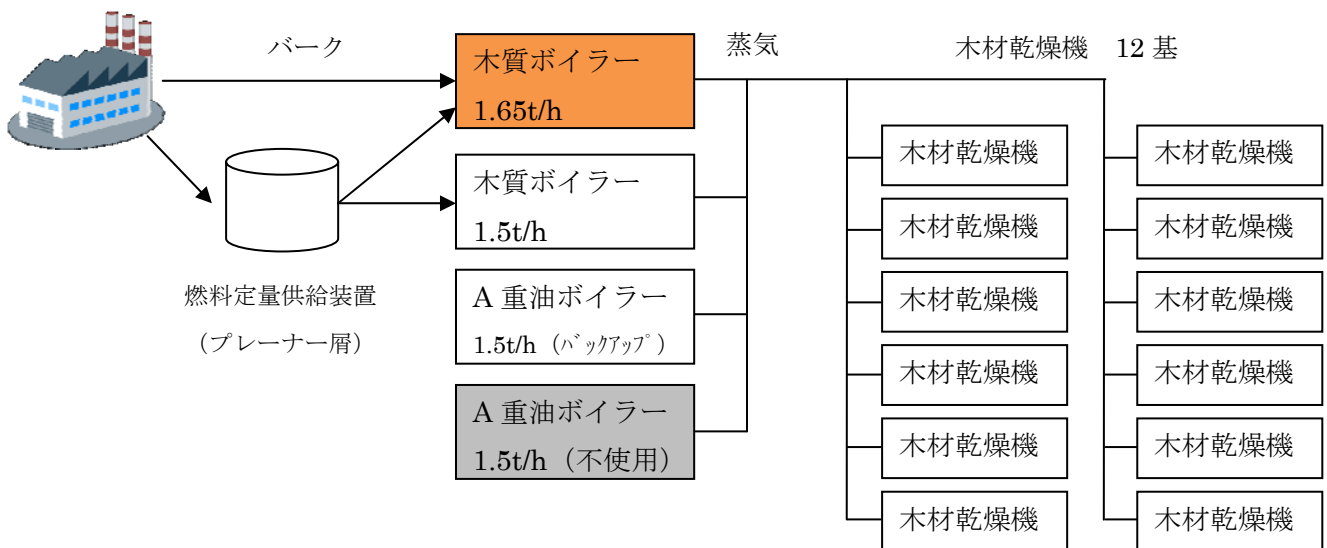 バーク
蒸気
木材乾燥機 12基
木質ボイラー
1.65t/h
木質ボイラー
1.5t/h
A重油ボイラー
1.5t/h（ﾊﾞｯｸｱｯﾌﾟ）
A重油ボイラー
1.5t/h（不使用）
燃料定量供給装置
（プレーナー屑）
木材乾燥機
木材乾燥機
木材乾燥機
木材乾燥機
木材乾燥機
木材乾燥機
木材乾燥機
木材乾燥機
木材乾燥機
木材乾燥機
木材乾燥機
木材乾燥機